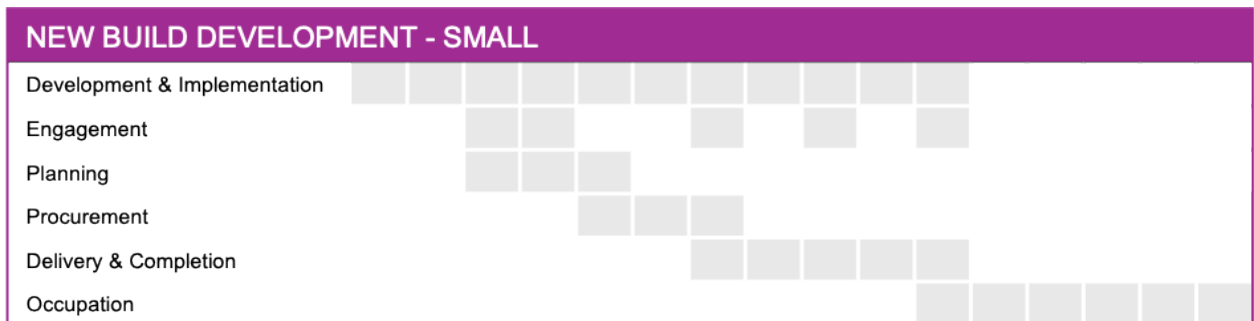 NEW BUILD DEVELOPMENT - SMALL
Development & Implementation
Engagement
Planning
Procurement
Delivery & Completion
Occupation